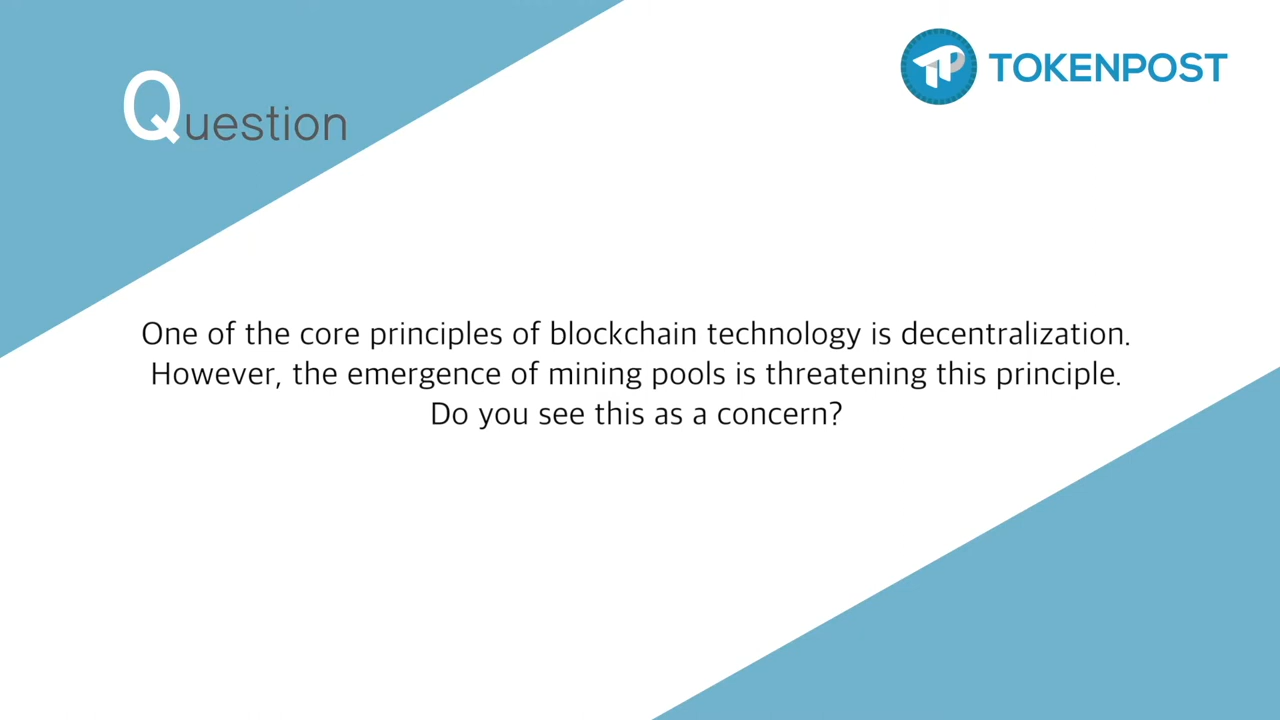 Question
TOKENPOST
One of the core principles of blockchain technology is decentralization.
However, the emergence of mining pools is threatening this principle.
Do you see this as a concern?